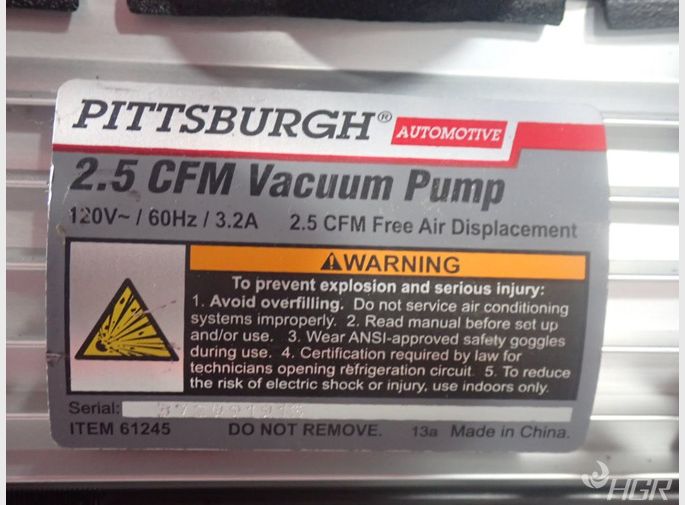 PITTSBURGH® AUTOMOTIVE
2.5 CFM Vacuum Pump
120V~ / 60Hz / 3.2A 2.5 CFM Free Air Displacement
⚠WARNING
To prevent explosion and serious injury:
1. Avoid overfilling. Do not service air conditioning
systems improperly. 2. Read manual before set up
and/or use. 3. Wear ANSI-approved safety goggles
during use. 4. Certification required by law for
technicians opening refrigeration circuit. 5. To reduce
the risk of electric shock or injury, use indoors only.
Serial:
ITEM 61245 DO NOT REMOVE. 13a Made in China.
HGR